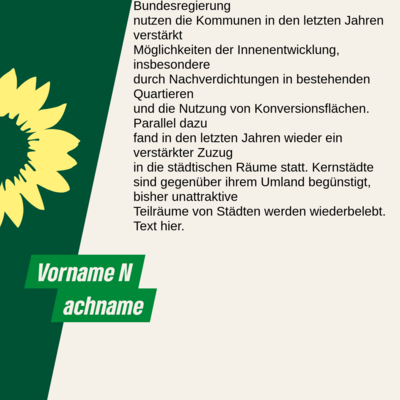 Bundesregierung
nutzen die Kommunen in den letzten Jahren
verstärkt
Möglichkeiten der Innenentwicklung,
insbesondere
durch Nachverdichtungen in bestehenden
Quartieren
und die Nutzung von Konversionsflächen.
Parallel dazu
fand in den letzten Jahren wieder ein
verstärkter Zuzug
in die städtischen Räume statt. Kernstädte
sind gegenüber ihrem Umland begünstigt,
bisher unattraktive
Teilräume von Städten werden wiederbelebt.
Text hier.
Vorname N
achname